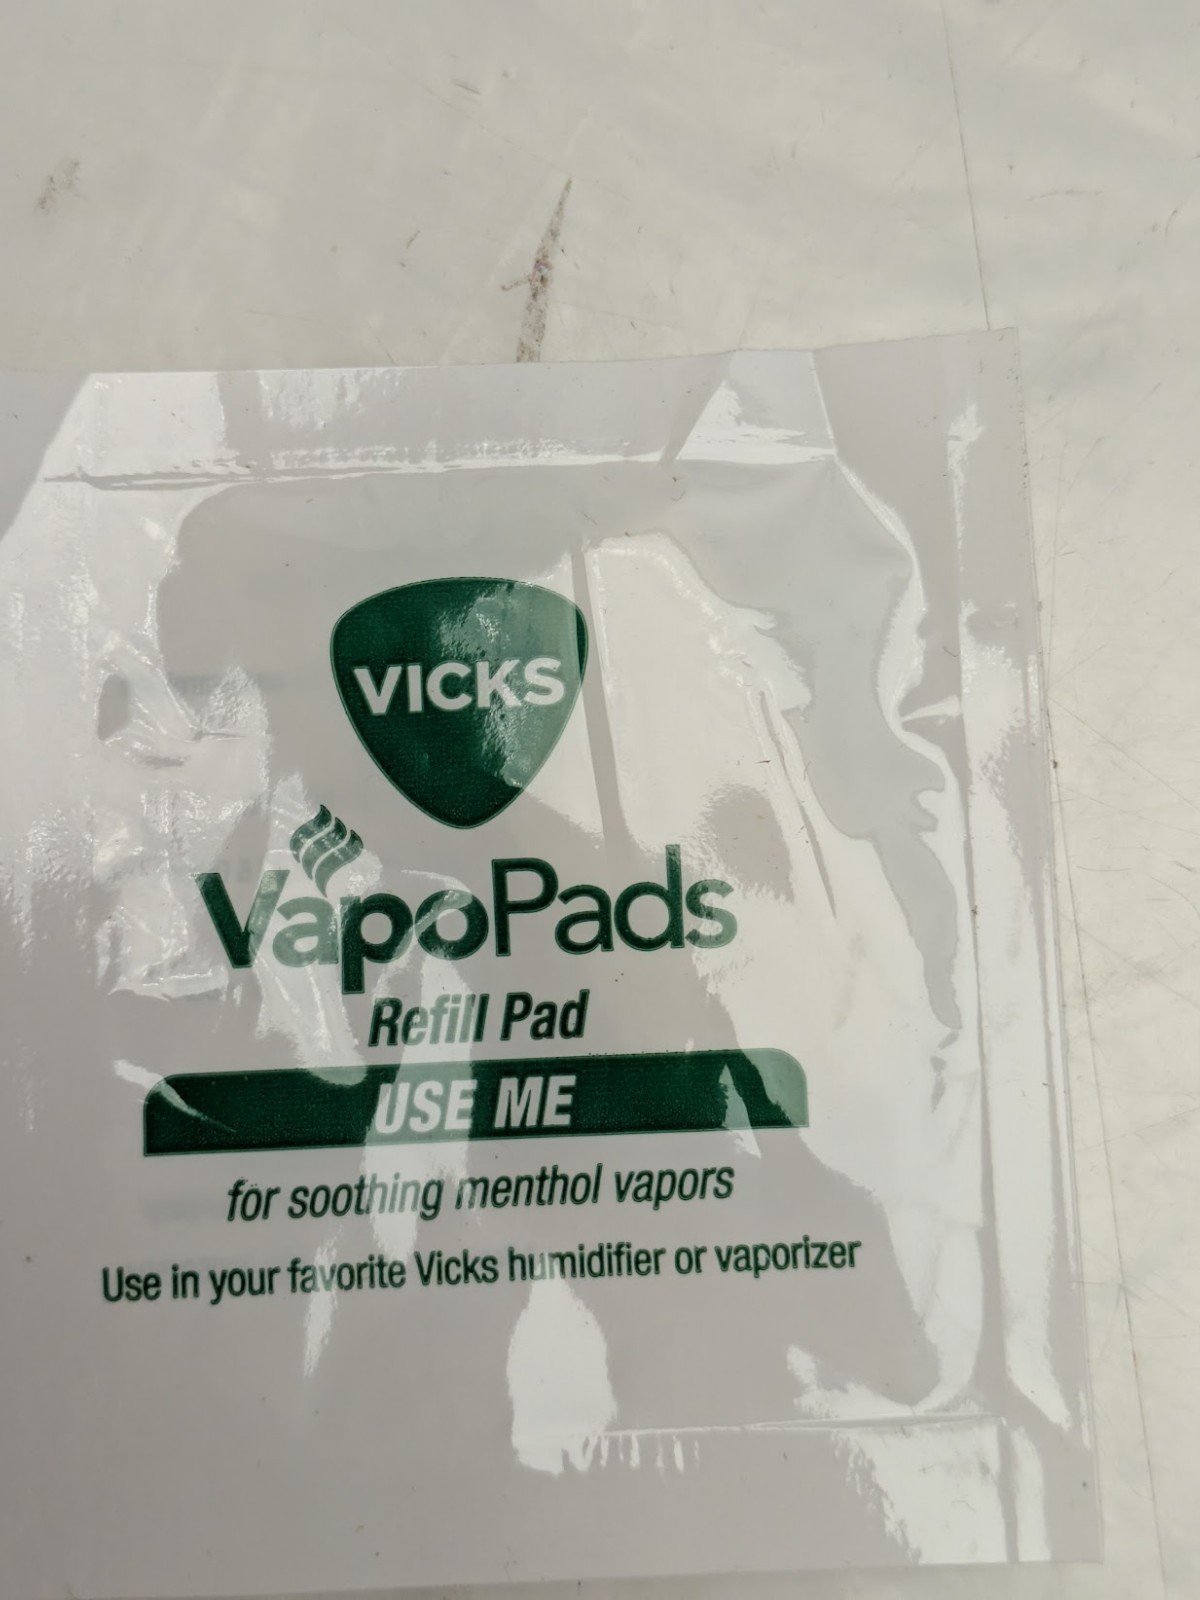 VICKS
VapoPads
Refill Pad
USE ME
for soothing menthol vapors
Use in your favorite Vicks humidifier or vaporizer